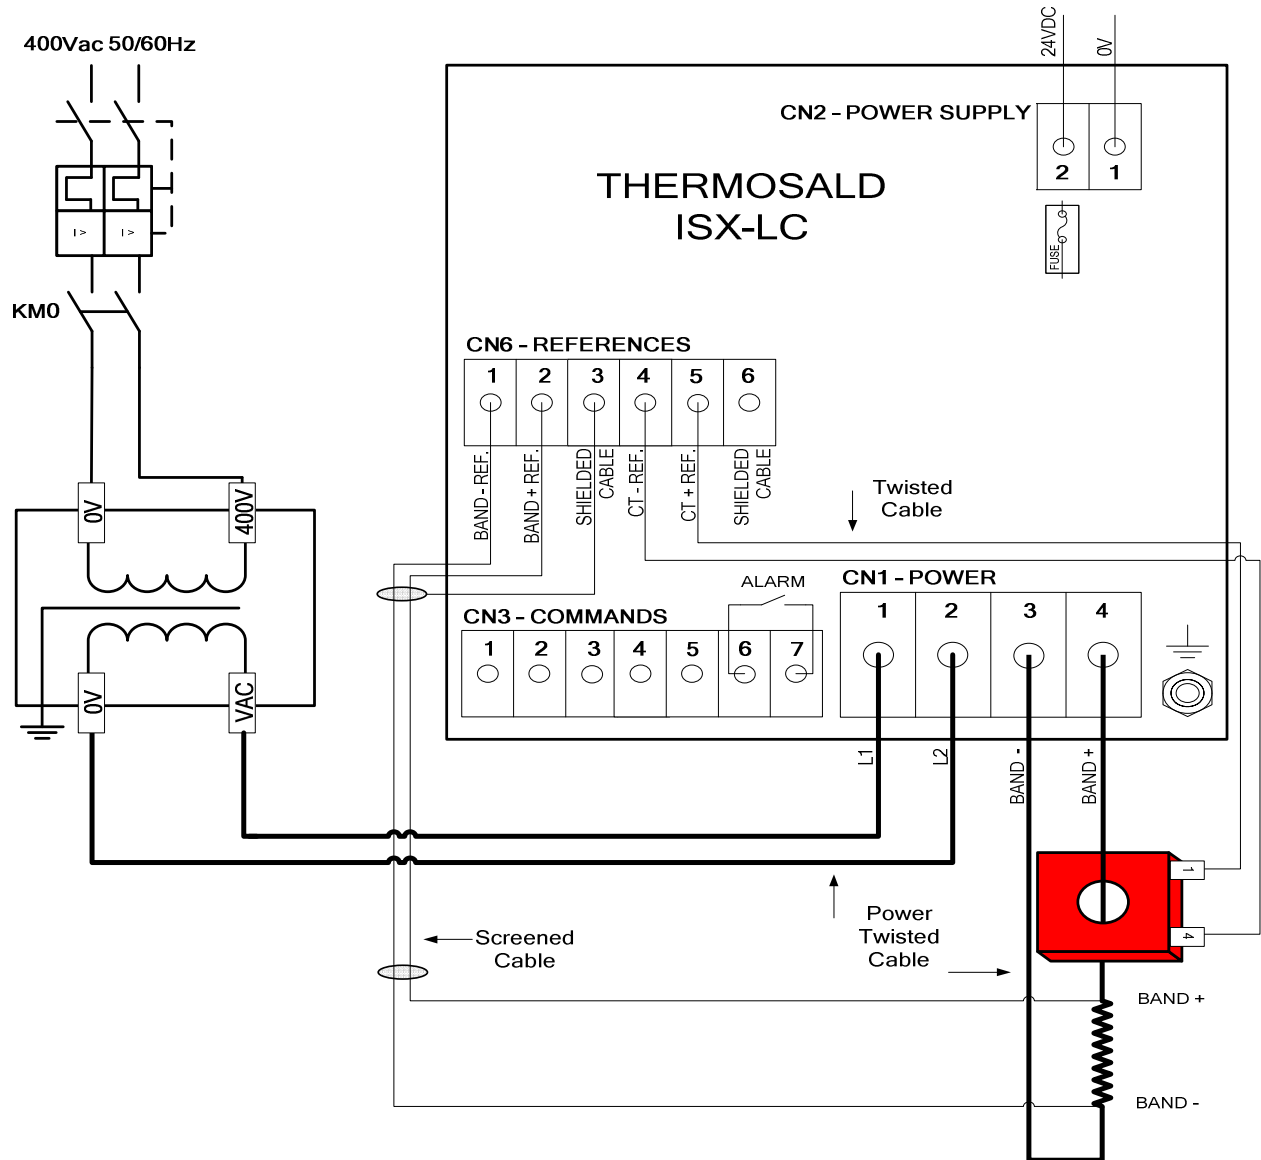 400Vac 50/60Hz
24VDC
0V
CN2 - POWER SUPPLY
2
1
THERMOSALD
ISX-LC
FUSE
I >
I >
KM0
CN6 - REFERENCES
1
2
3
4
5
6
BAND - REF.
BAND + REF.
SHIELDED
CABLE
CT - REF.
CT + REF.
SHIELDED
CABLE
Twisted
Cable
0V
400V
ALARM
CN1 - POWER
1
2
3
4
CN3 - COMMANDS
1
2
3
4
5
6
7
0V
VAC
L1
L2
BAND -
BAND +
1
4
Screened
Cable
Power
Twisted
Cable
BAND +
BAND -